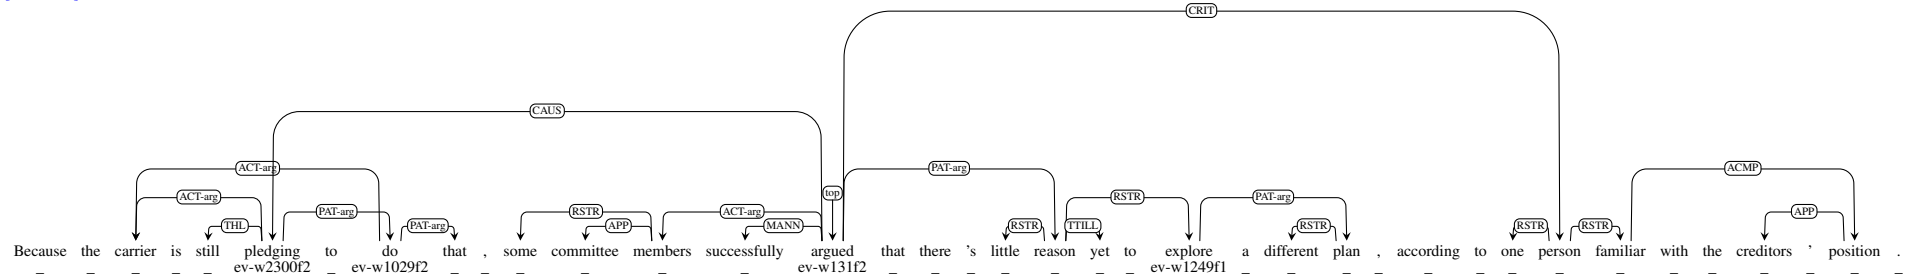 CRIT
CAUS
ACT-arg PAT-arg ACMP
top
ACT-arg RSTR PAT-arg
PAT-arg RSTR ACT-arg APP
THL PAT-arg APP MANN RSTR TTILL RSTR RSTR RSTR
Because the carrier is still pledging to do that , some committee members successfully argued that there 's little reason yet to explore a different plan , according to one person familiar with the creditors ' position .
_ _ _ _ _ ev-w2300f2 _ ev-w1029f2 _ _ _ _ _ _ ev-w131f2 _ _ _ _ _ _ _ ev-w1249f1 _ _ _ _ _ _ _ _ _ _ _ _ _ _ _